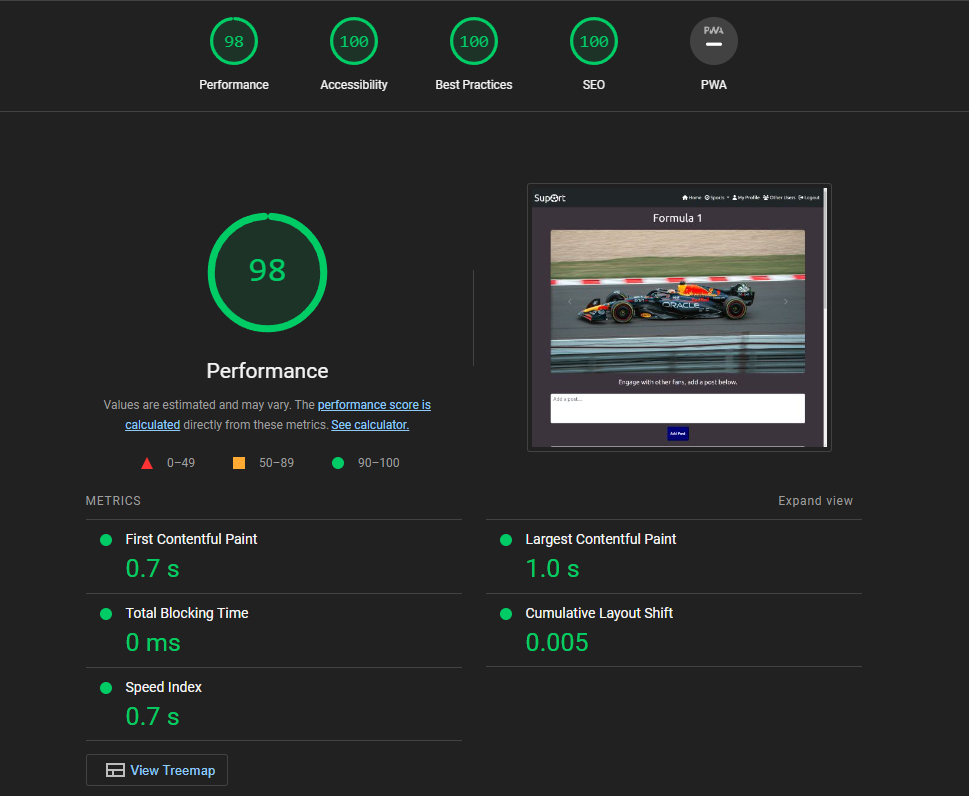 98
100
100
100
PWA
Performance
Accessibility
Best Practices
SEO
PWA
98
Performance
Values are estimated and may vary. The performance score is
calculated directly from these metrics. See calculator.
0–49
50–89
90–100
SupOrt
Home Sports My Profile Other Users Logout
Formula 1
ORACLE
Engage with other fans, add a post below.
Add a post...
Add Post
METRICS
Expand view
First Contentful Paint
0.7 s
Largest Contentful Paint
1.0 s
Total Blocking Time
0 ms
Cumulative Layout Shift
0.005
Speed Index
0.7 s
View Treemap